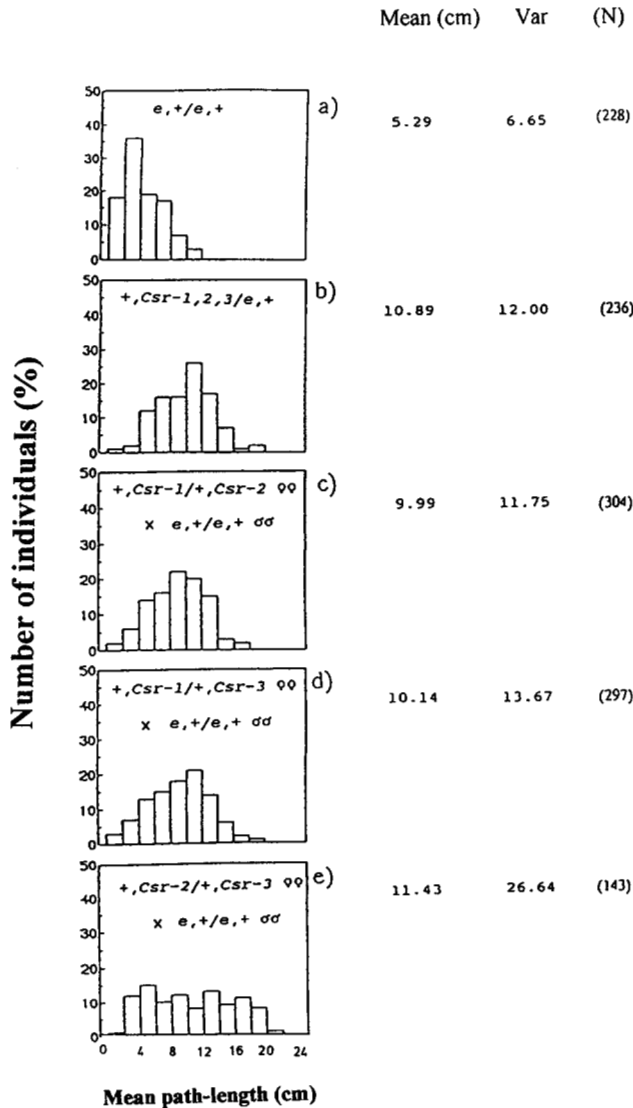 Mean (cm) Var (N)
50
40
30
20
10
0
e,+/e,+
a)
5.29 6.65 (228)
50
40
30
20
10
0
+,Csr-1,2,3/e,+
b)
10.89 12.00 (236)
50
40
30
20
10
0
+,Csr-1/+,Csr-2 ♀♀
x e,+/e,+ ♂♂
c)
9.99 11.75 (304)
50
40
30
20
10
0
+,Csr-1/+,Csr-3 ♀♀
x e,+/e,+ ♂♂
d)
10.14 13.67 (297)
50
40
30
20
10
0
+,Csr-2/+,Csr-3 ♀♀
x e,+/e,+ ♂♂
e)
11.43 26.64 (143)
0 4 8 12 16 20 24
Mean path-length (cm)
Number of individuals (%)